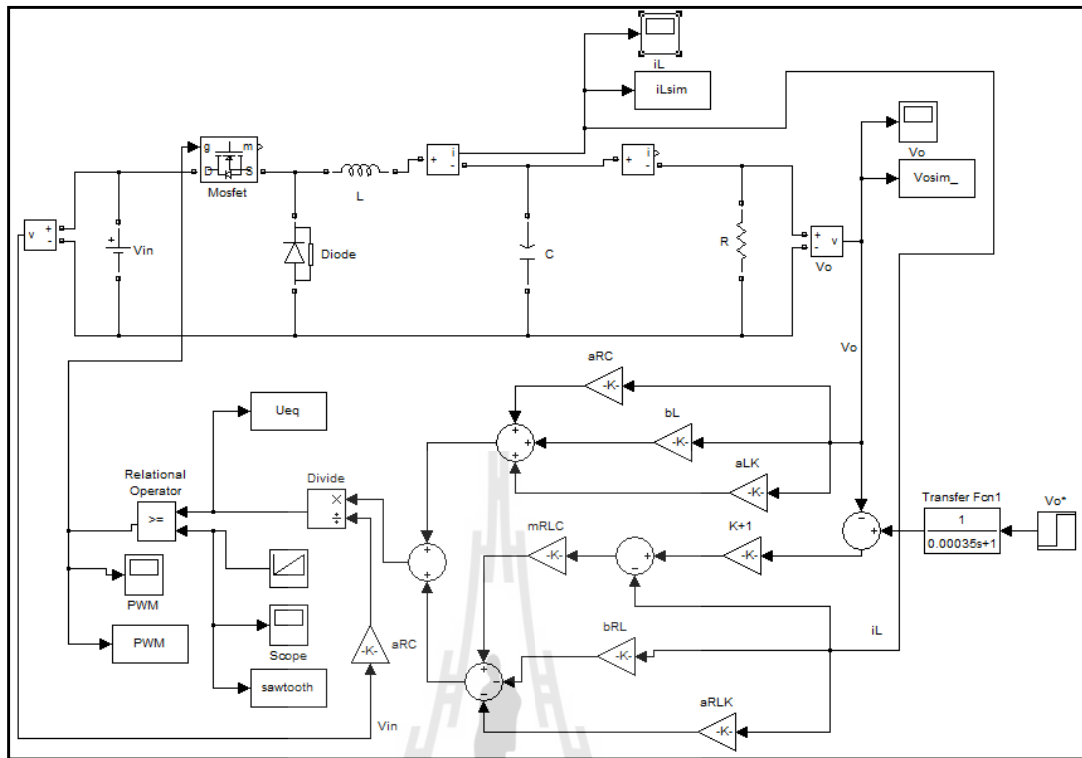 iL
iLsim
Vo
Vosim_
g m
D S
Mosfet
L
+ i
-
+ i
-
v + -
+
Vin
Diode
C
R
+ v
-
Vo
Vo
aRC
-K-
Ueq
bL
-K-
+
+ +
+
aLK
-K-
Relational
Operator
>=
Divide
×
÷
mRLC
-K-
K+1
-K-
-
+
Transfer Fcn1
1
0.00035s+1
Vo*
+
+
+
-
PWM
PWM
Scope
sawtooth
-K-
aRC
bRL
-K-
iL
+
-
-
aRLK
-K-
Vin